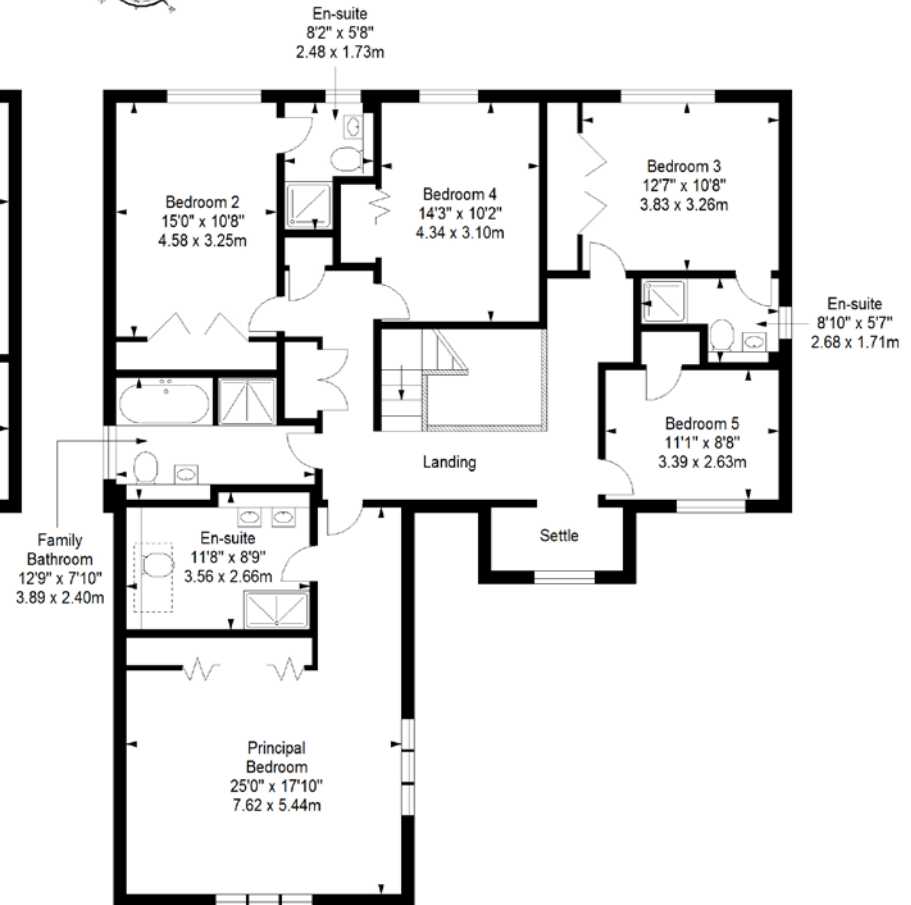 En-suite
8'2" x 5'8"
2.48 x 1.73m
Bedroom 2
15'0" x 10'8"
4.58 x 3.25m
Bedroom 4
14'3" x 10'2"
4.34 x 3.10m
Bedroom 3
12'7" x 10'8"
3.83 x 3.26m
En-suite
8'10" x 5'7"
2.68 x 1.71m
Bedroom 5
11'1" x 8'8"
3.39 x 2.63m
Landing
Settle
Family
Bathroom
12'9" x 7'10"
3.89 x 2.40m
En-suite
11'8" x 8'9"
3.56 x 2.66m
Principal
Bedroom
25'0" x 17'10"
7.62 x 5.44m